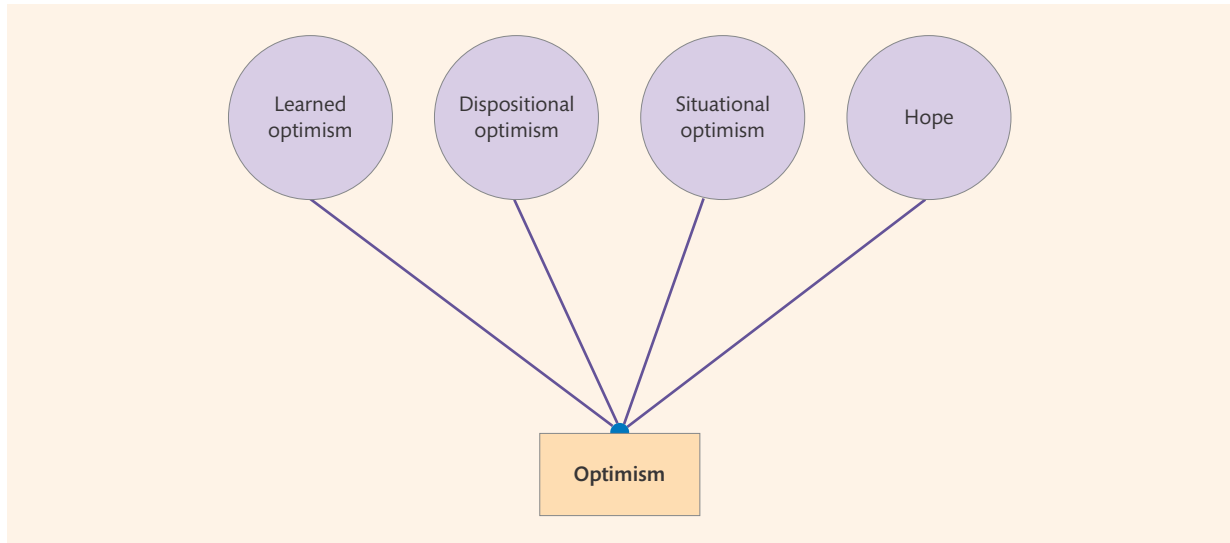 Learned
optimism
Dispositional
optimism
Situational
optimism
Hope
Optimism